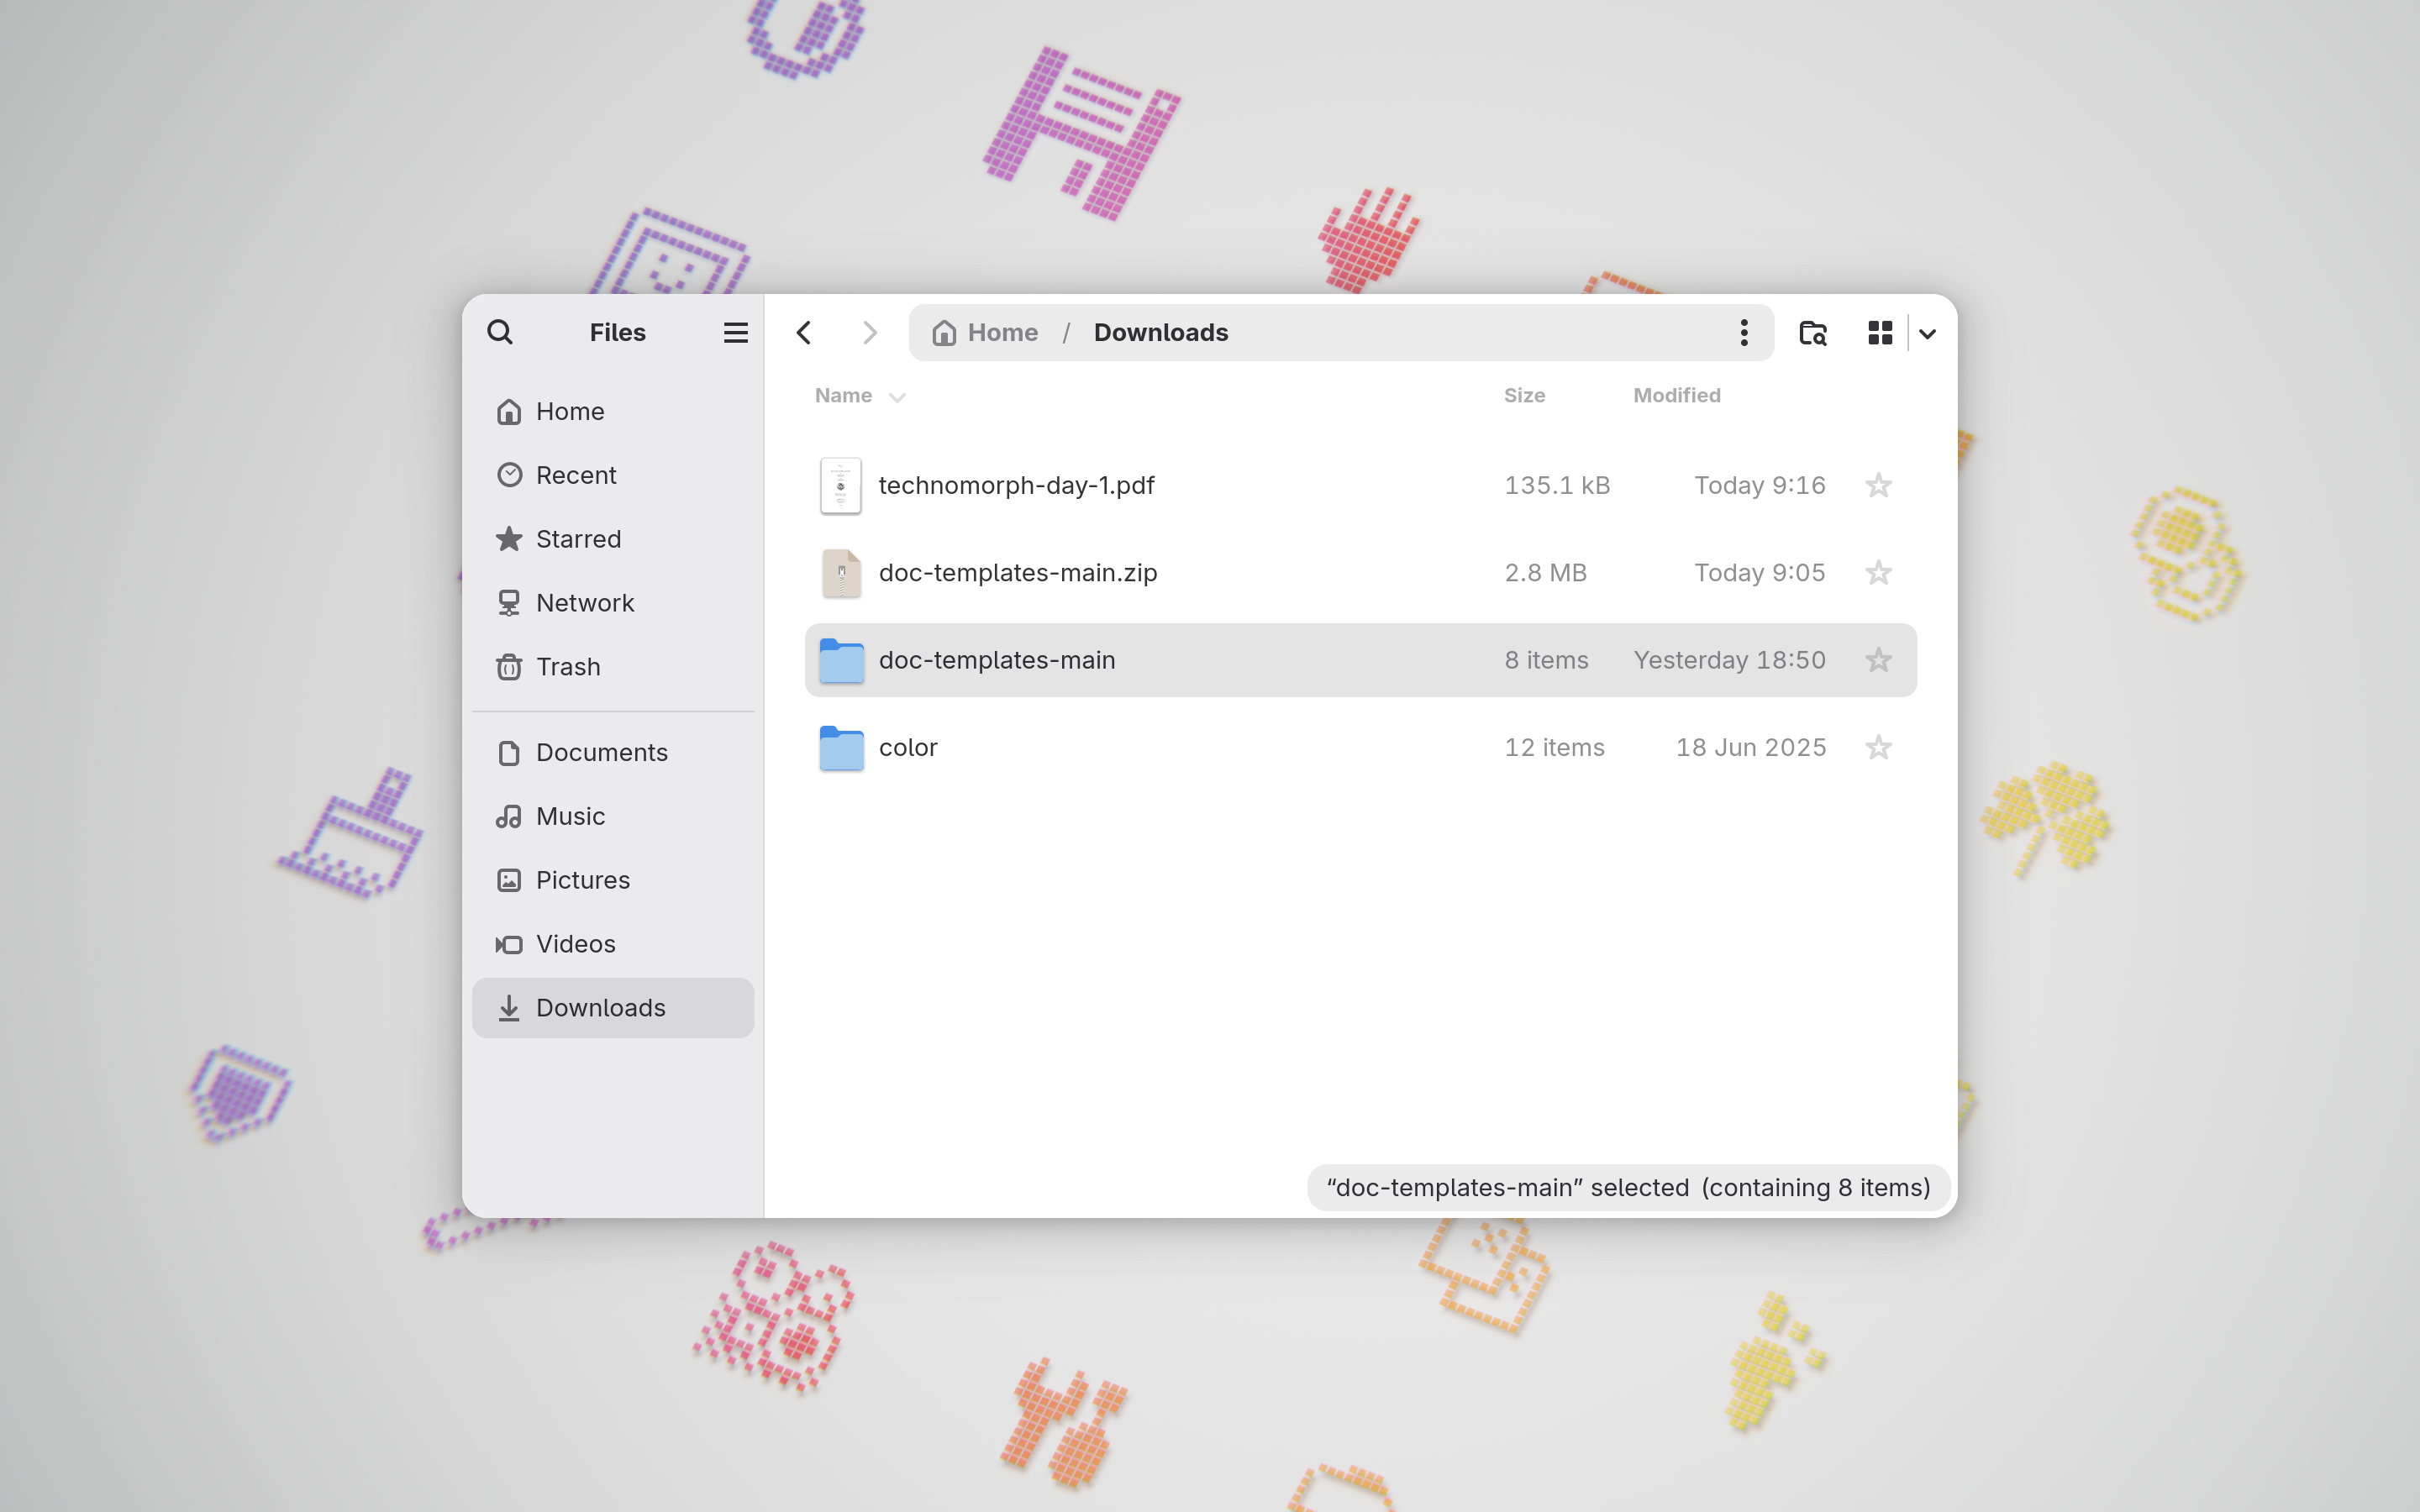 Files
Home / Downloads
Home
Recent
Starred
Network
Trash
Documents
Music
Pictures
Videos
Downloads
Name Size Modified
technomorph-day-1.pdf 135.1 kB Today 9:16
doc-templates-main.zip 2.8 MB Today 9:05
doc-templates-main 8 items Yesterday 18:50
color 12 items 18 Jun 2025
“doc-templates-main” selected (containing 8 items)